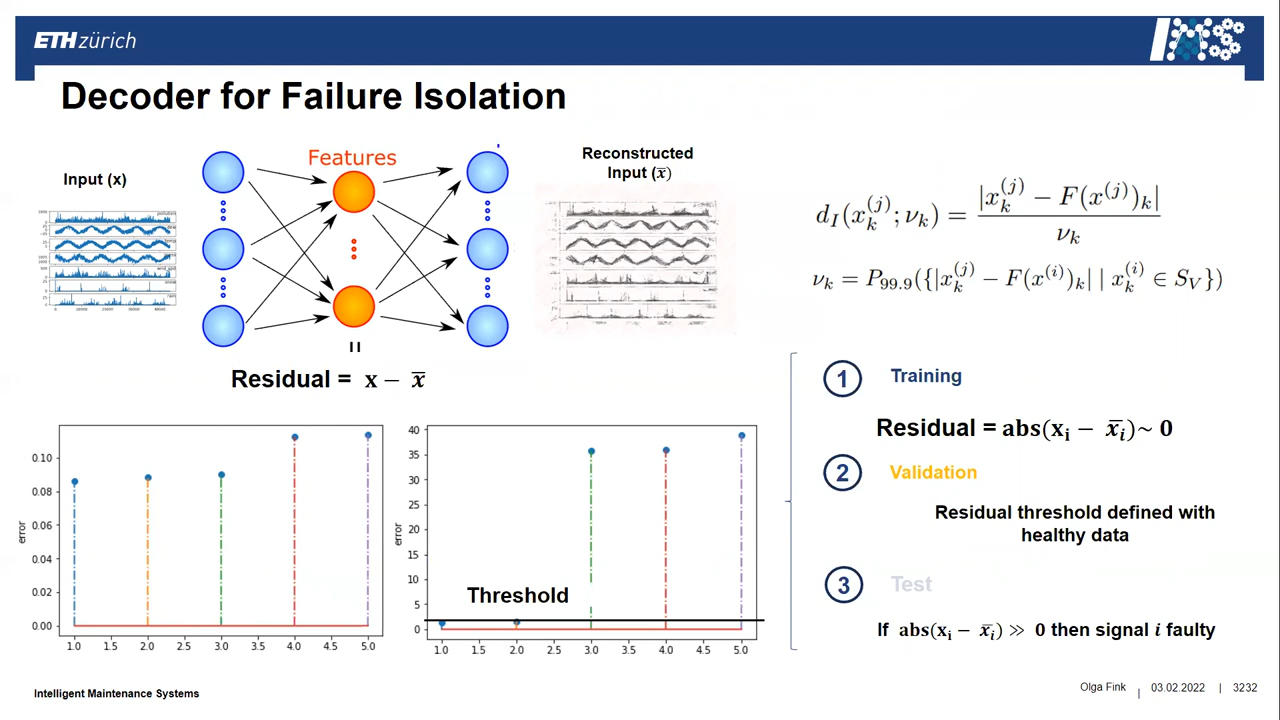 ETH zürich
IMS
Decoder for Failure Isolation
Input (x)
Features
Reconstructed
Input (x̅)
d_I(x_k^{(j)}; ν_k) = |x_k^{(j)} − F(x^{(j)})_k| / ν_k
ν_k = P_{99.9}({|x_k^{(j)} − F(x^{(i)})_k| | x_k^{(i)} ∈ S_V})
Residual = x − x̅
error
0.10
0.08
0.06
0.04
0.02
0.00
1.0 1.5 2.0 2.5 3.0 3.5 4.0 4.5 5.0
error
40
35
30
25
20
15
10
5
0
Threshold
1.0 1.5 2.0 2.5 3.0 3.5 4.0 4.5 5.0
1 Training
Residual = abs(x_i − x̅_i)~ 0
2 Validation
Residual threshold defined with
healthy data
3 Test
If abs(x_i − x̅_i) ≫ 0 then signal i faulty
Intelligent Maintenance Systems
Olga Fink | 03.02.2022 | 3232